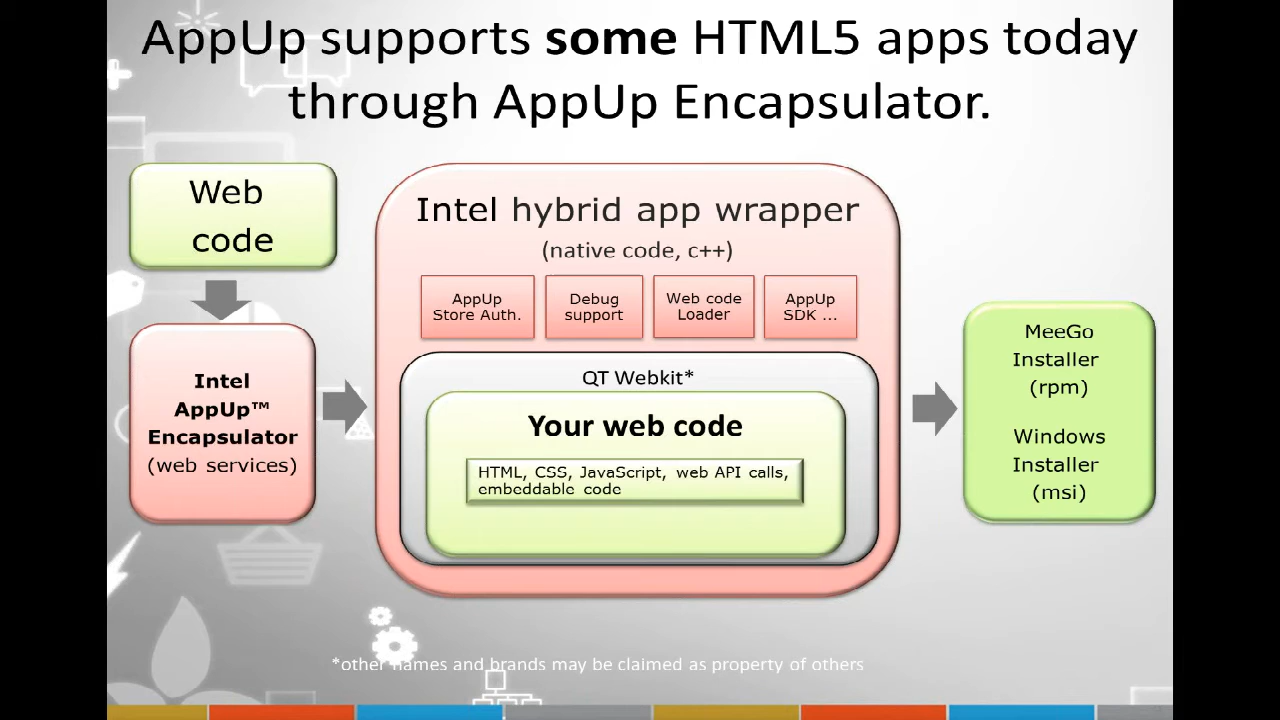 AppUp supports some HTML5 apps today
through AppUp Encapsulator.
Web
code
Intel
AppUp™
Encapsulator
(web services)
Intel hybrid app wrapper
(native code, c++)
AppUp
Store Auth.
Debug
support
Web code
Loader
AppUp
SDK ...
QT Webkit*
Your web code
HTML, CSS, JavaScript, web API calls,
embeddable code
MeeGo
Installer
(rpm)
Windows
Installer
(msi)
*other names and brands may be claimed as property of others